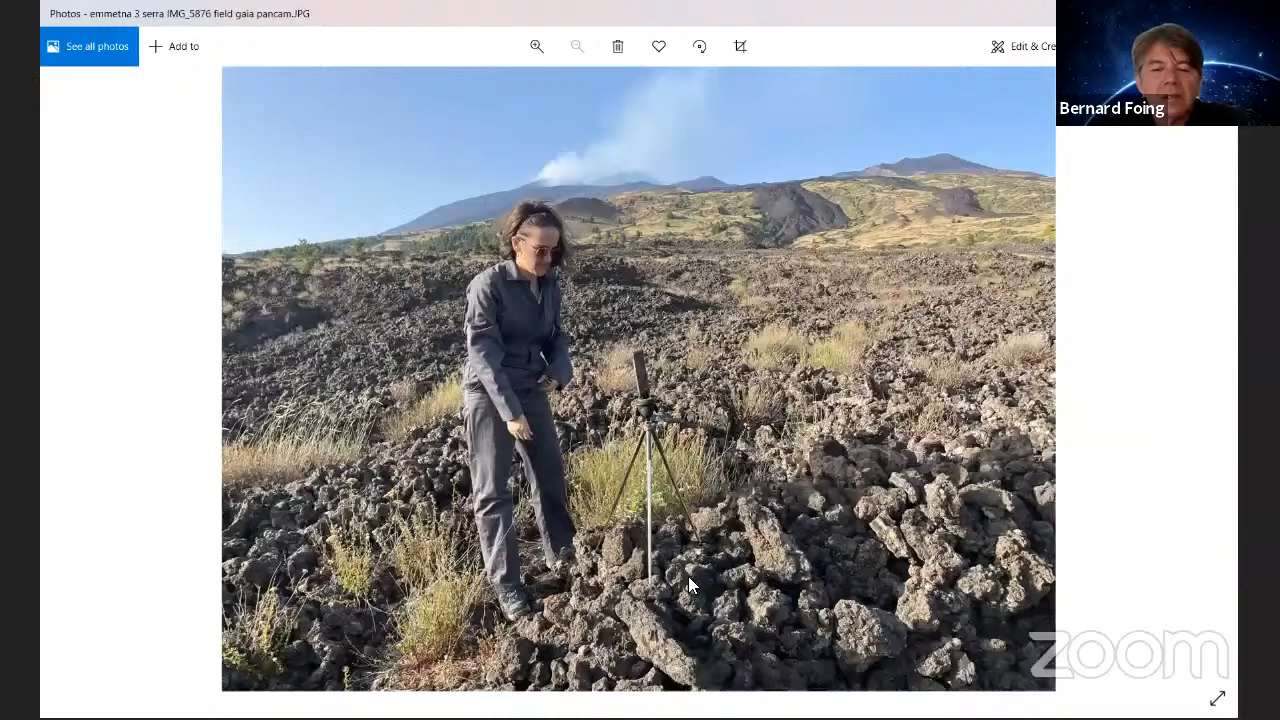 Photos - emmetna 3 serra IMG_5876 field gaia pancam.JPG
See all photos
Add to
Edit & Cre
Bernard Foing
zoom